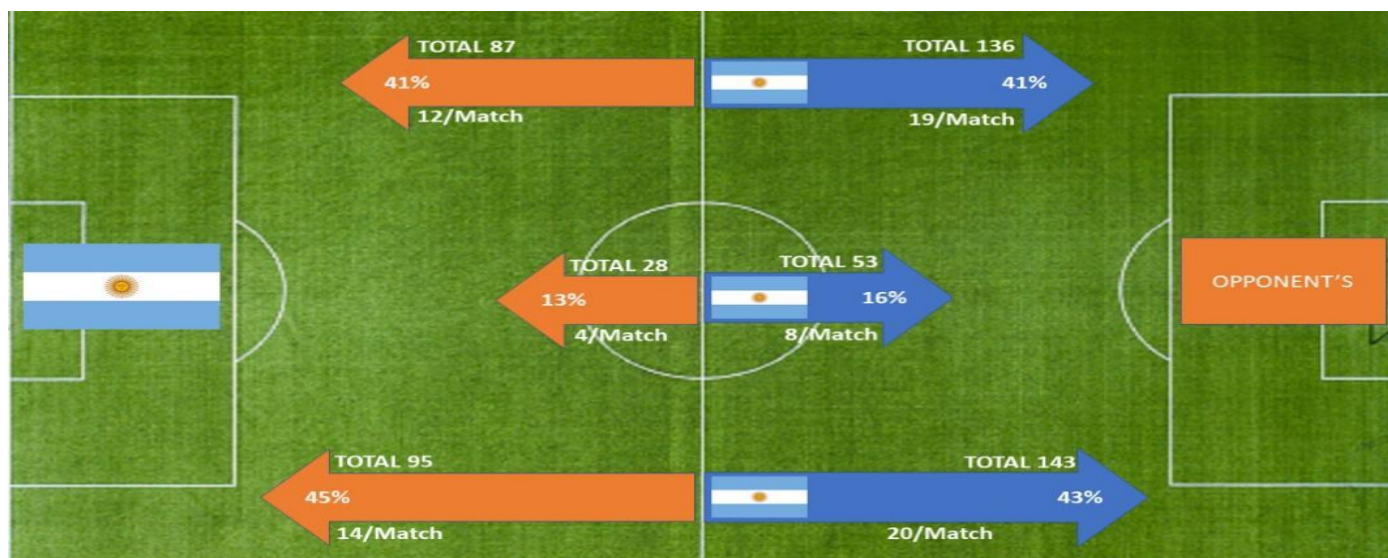 TOTAL 87
41%
12/Match
TOTAL 136
41%
19/Match
TOTAL 28
13%
4/Match
TOTAL 53
16%
8/Match
OPPONENT'S
TOTAL 95
45%
14/Match
TOTAL 143
43%
20/Match